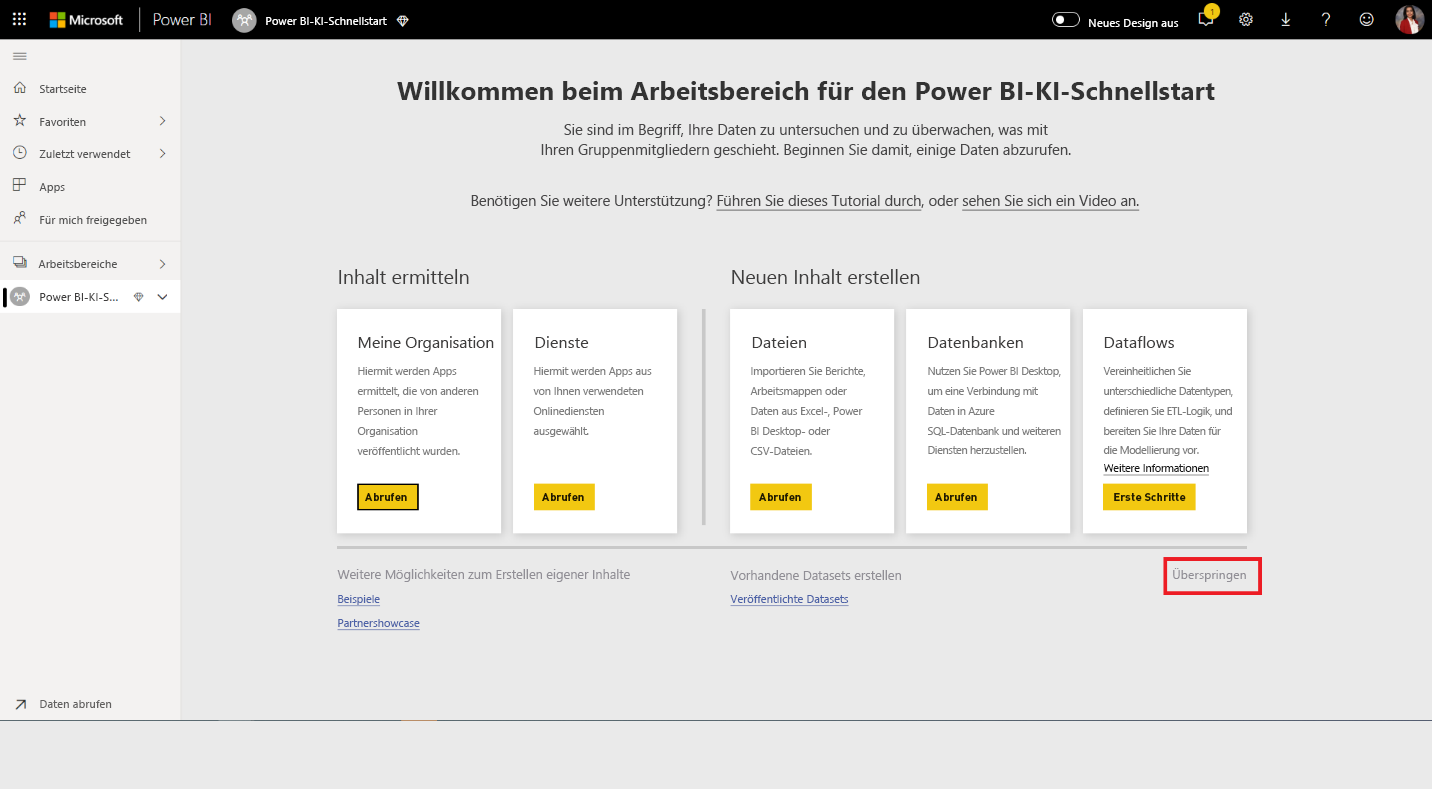 Microsoft Power BI Power BI-KI-Schnellstart Neues Design aus 1 ?
Startseite
Favoriten
Zuletzt verwendet
Apps
Für mich freigegeben
Arbeitsbereiche
Power BI-KI-S...
Daten abrufen
Willkommen beim Arbeitsbereich für den Power BI-KI-Schnellstart
Sie sind im Begriff, Ihre Daten zu untersuchen und zu überwachen, was mit
Ihren Gruppenmitgliedern geschieht. Beginnen Sie damit, einige Daten abzurufen.
Benötigen Sie weitere Unterstützung? Führen Sie dieses Tutorial durch, oder sehen Sie sich ein Video an.
Inhalt ermitteln
Meine Organisation
Hiermit werden Apps
ermittelt, die von anderen
Personen in Ihrer
Organisation
veröffentlicht wurden.
Abrufen
Dienste
Hiermit werden Apps aus
von Ihnen verwendeten
Onlinediensten
ausgewählt.
Abrufen
Neuen Inhalt erstellen
Dateien
Importieren Sie Berichte,
Arbeitsmappen oder
Daten aus Excel-, Power
BI Desktop- oder
CSV-Dateien.
Abrufen
Datenbanken
Nutzen Sie Power BI Desktop,
um eine Verbindung mit
Daten in Azure
SQL-Datenbank und weiteren
Diensten herzustellen.
Abrufen
Dataflows
Vereinheitlichen Sie
unterschiedliche Datentypen,
definieren Sie ETL-Logik, und
bereiten Sie Ihre Daten für
die Modellierung vor.
Weitere Informationen
Erste Schritte
Weitere Möglichkeiten zum Erstellen eigener Inhalte
Beispiele
Partnershowcase
Vorhandene Datasets erstellen
Veröffentlichte Datasets
Überspringen